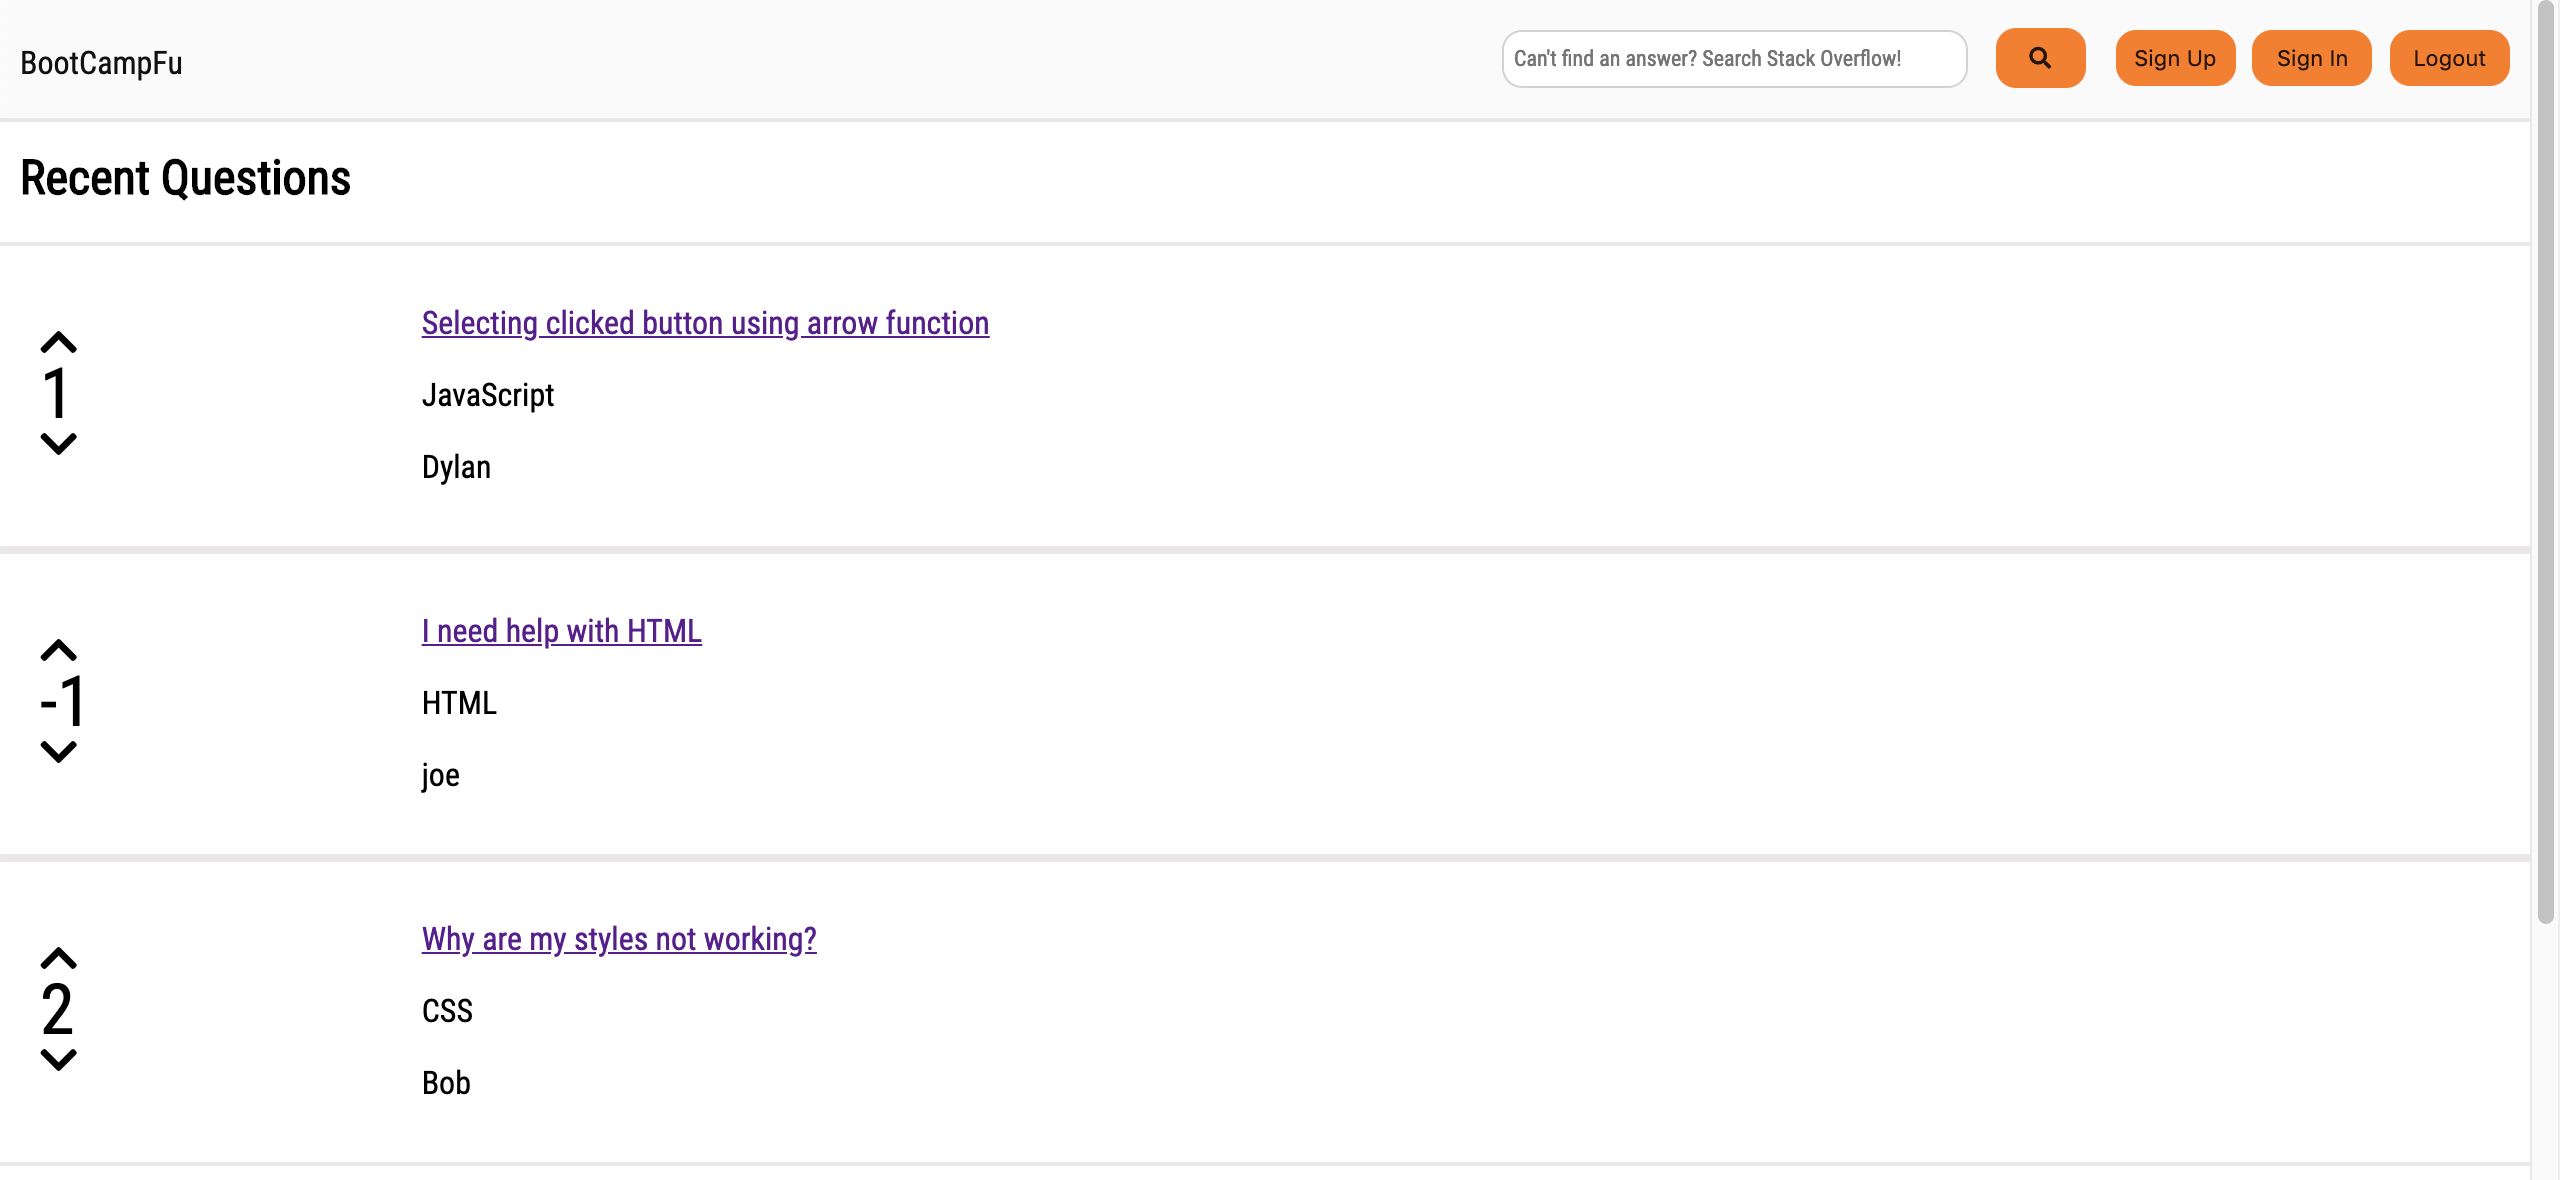 BootCampFu
Can't find an answer? Search Stack Overflow!
Sign Up
Sign In
Logout
Recent Questions
1
Selecting clicked button using arrow function
JavaScript
Dylan
-1
I need help with HTML
HTML
joe
2
Why are my styles not working?
CSS
Bob